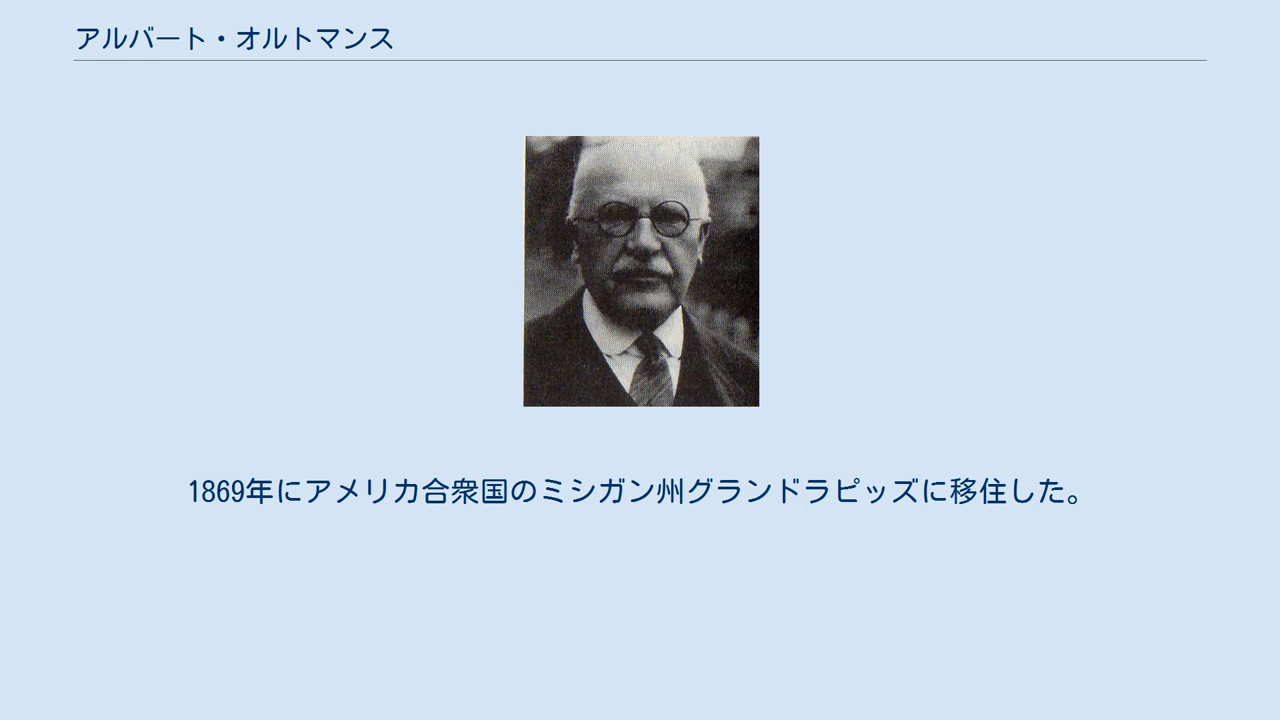 アルバート・オルトマンス
1869年にアメリカ合衆国のミシガン州グランドラピッズに移住した。